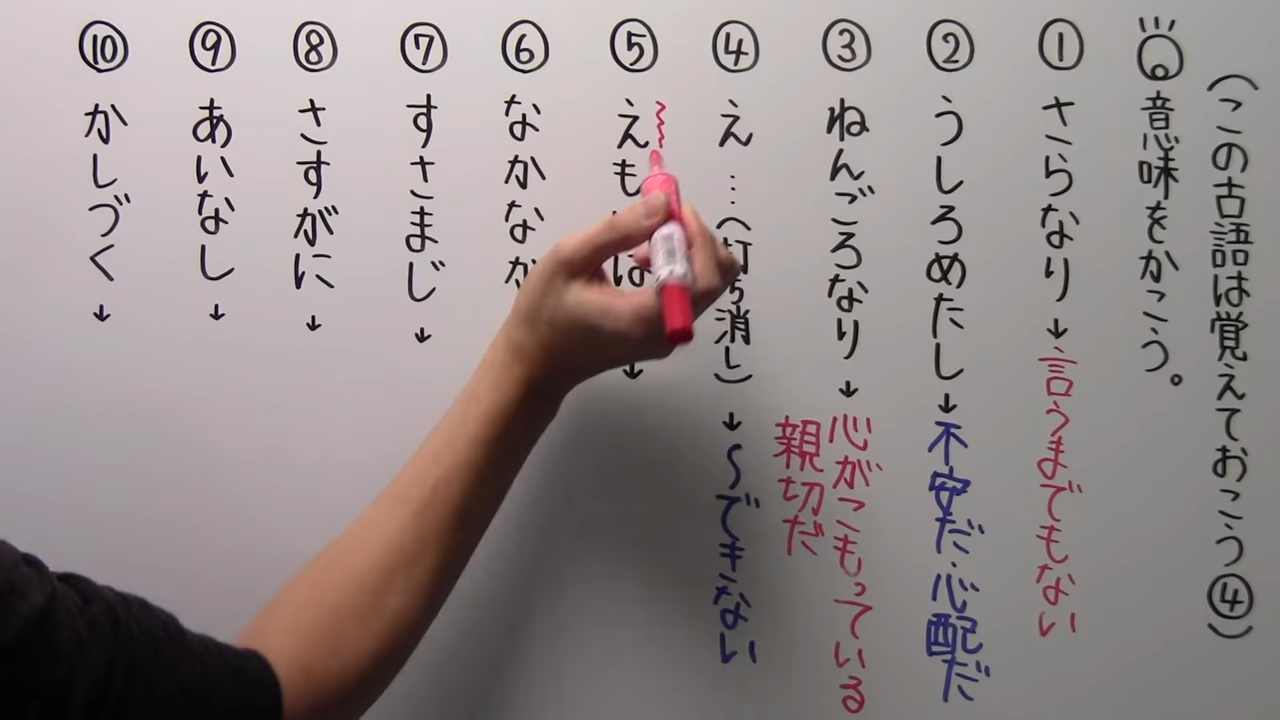 (この古語は覚えておこう④)
意味をかこう。
① さらなり→言うまでもない
② うしろめたし→不安だ・心配だ
③ ねんごろなり→心がこもっている
親切だ
④ え…(打ち消し)→〜できない
⑤ えも は→
⑥ なかなか
⑦ すさまじ→
⑧ さすがに→
⑨ あいなし→
⑩ かしづく→